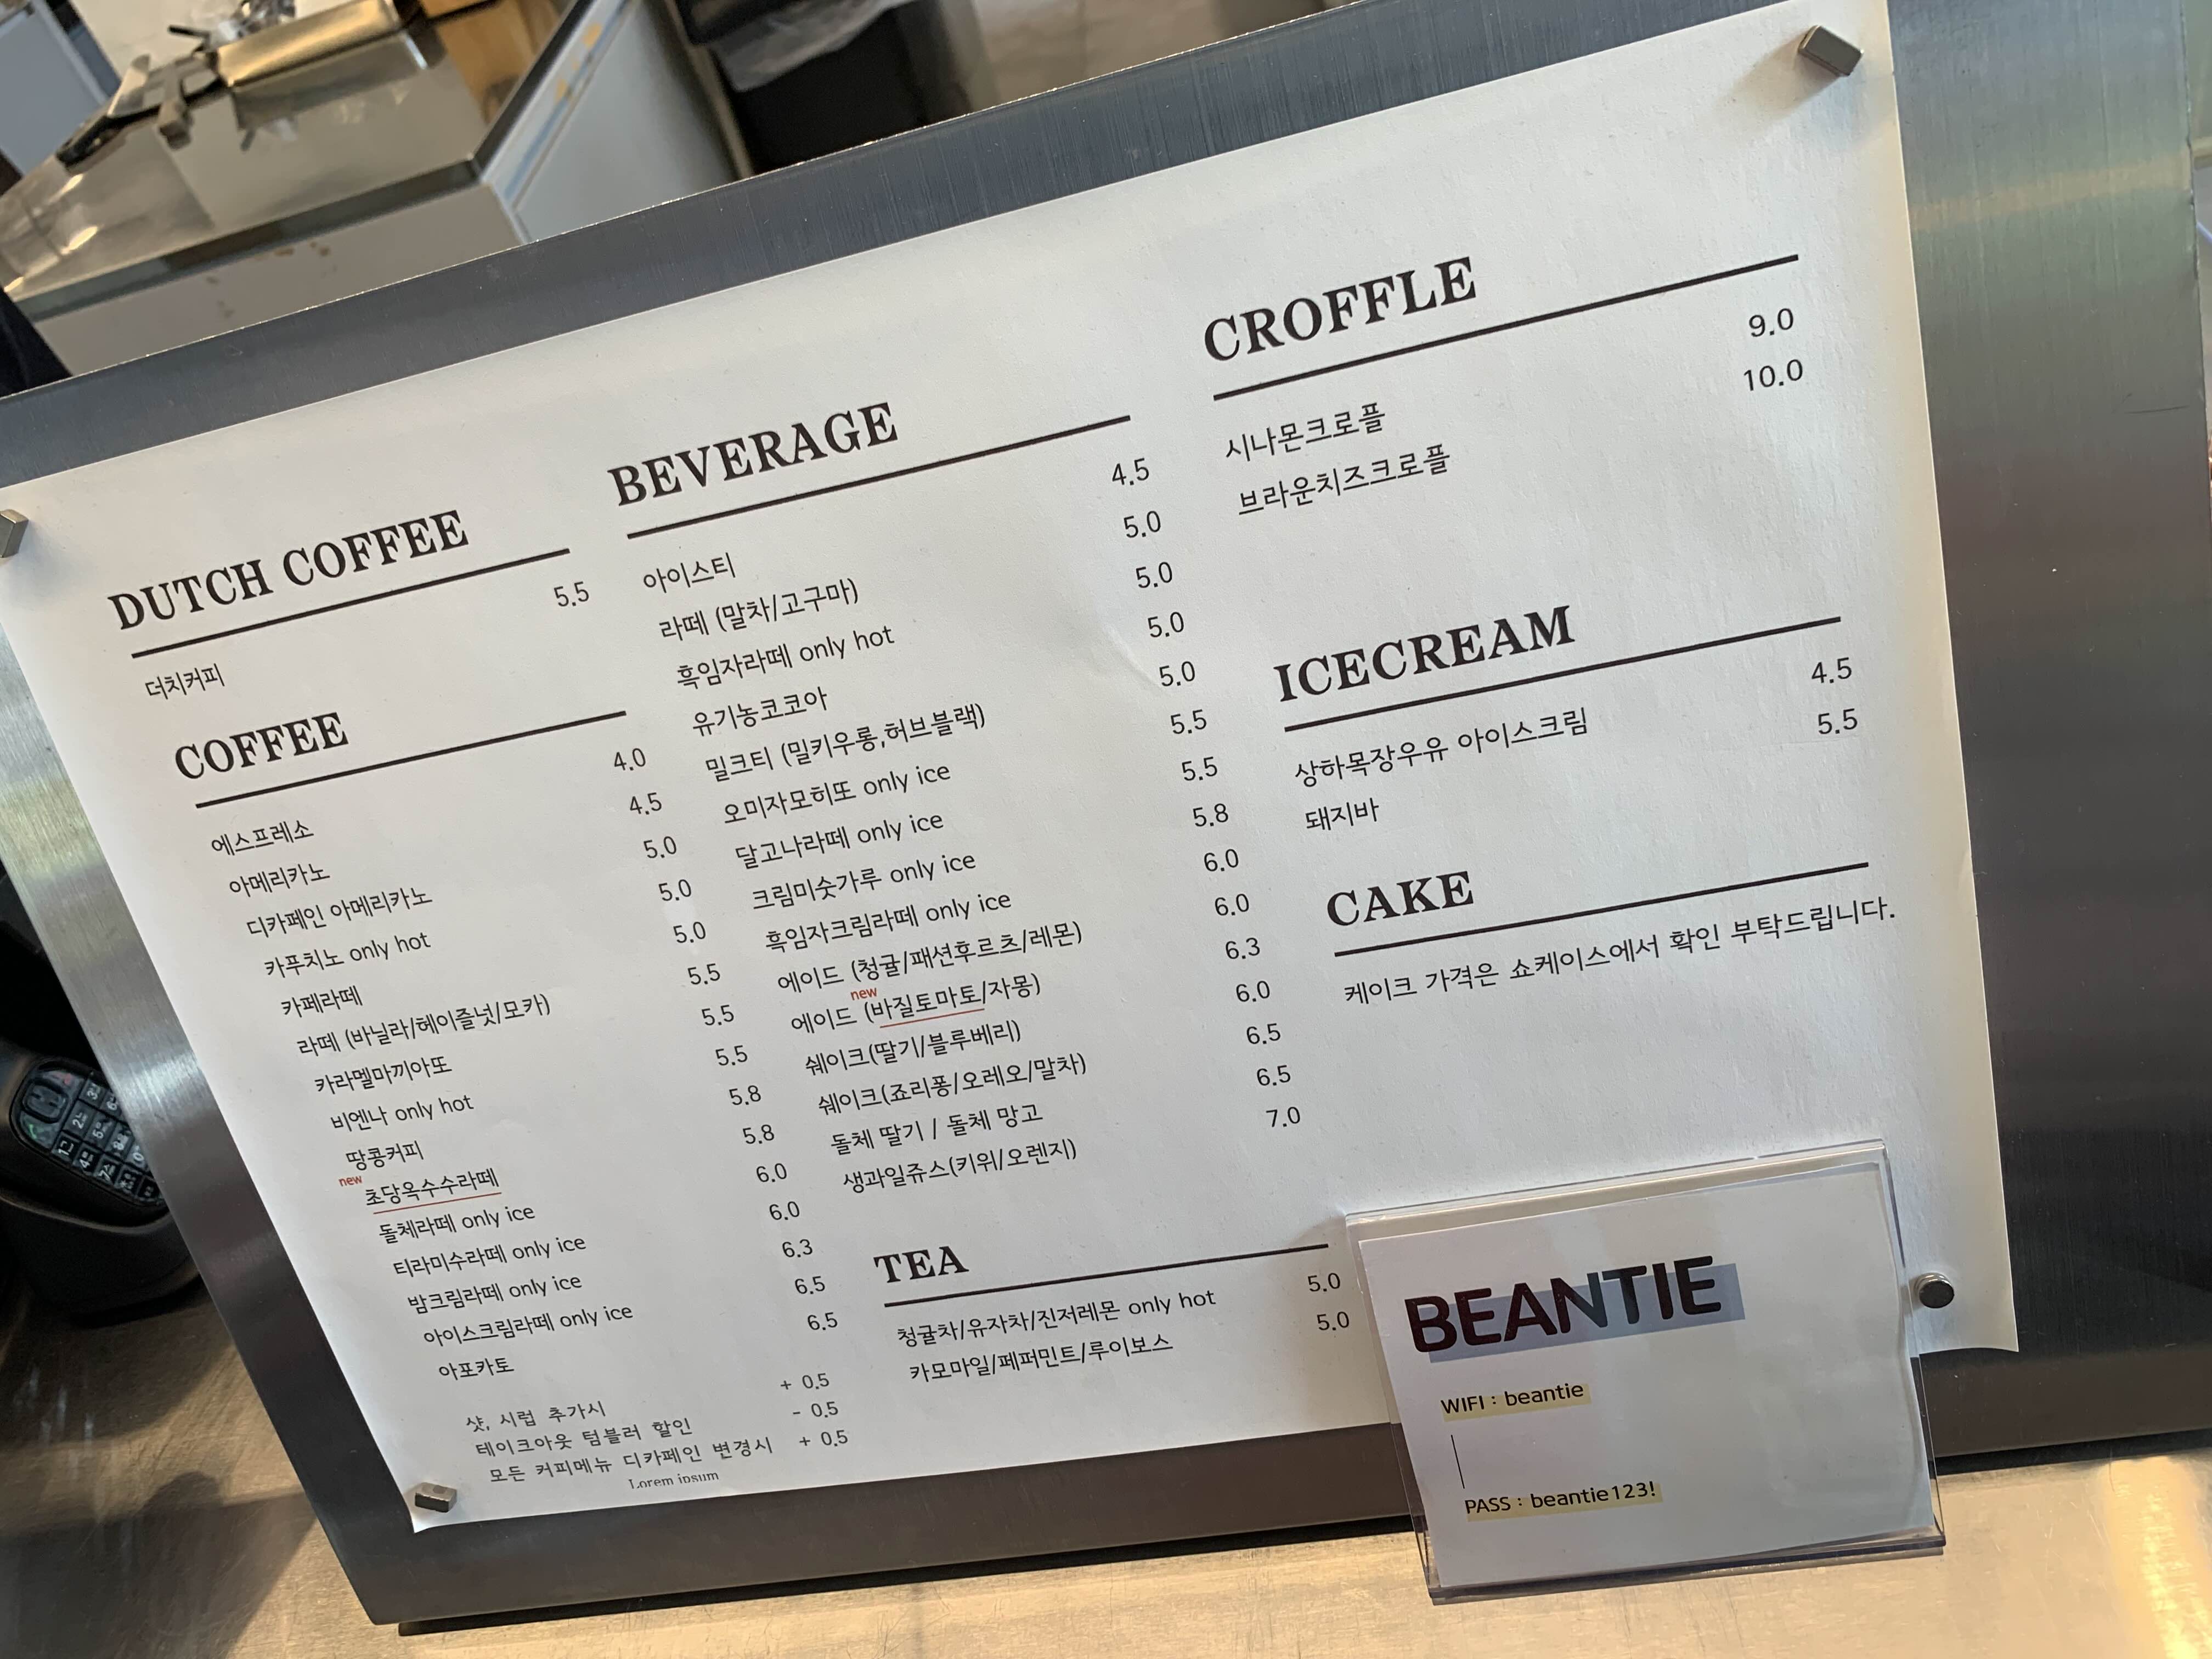 DUTCH COFFEE
더치커피 5.5
COFFEE
에스프레소 4.0
아메리카노 4.5
디카페인 아메리카노 5.0
카푸치노 only hot 5.0
카페라떼 5.0
라떼 (바닐라/헤이즐넛/모카) 5.5
카라멜마끼아또 5.5
비엔나 only hot 5.5
땅콩커피 5.8
new 초당옥수수라떼 5.8
돌체라떼 only ice 6.0
티라미수라떼 only ice 6.0
밤크림라떼 only ice 6.3
아이스크림라떼 only ice 6.5
아포카토 6.5
샷, 시럽 추가시 + 0.5
테이크아웃 텀블러 할인 - 0.5
모든 커피메뉴 디카페인 변경시 + 0.5
Lorem ipsum
BEVERAGE
아이스티 4.5
라떼 (말차/고구마) 5.0
흑임자라떼 only hot 5.0
유기농코코아 5.0
밀크티 (밀키우롱,허브블랙) 5.0
오미자모히또 only ice 5.5
달고나라떼 only ice 5.5
크림미숫가루 only ice 5.8
흑임자크림라떼 only ice 6.0
에이드 (청귤/패션후르츠/레몬) 6.0
new
에이드 (바질토마토/자몽) 6.3
쉐이크(딸기/블루베리) 6.0
쉐이크(죠리퐁/오레오/말차) 6.5
돌체 딸기 / 돌체 망고 6.5
생과일쥬스(키위/오렌지) 7.0
TEA
청귤차/유자차/진저레몬 only hot 5.0
카모마일/페퍼민트/루이보스 5.0
CROFFLE
시나몬크로플 9.0
브라운치즈크로플 10.0
ICECREAM
상하목장우유 아이스크림 4.5
돼지바 5.5
CAKE
케이크 가격은 쇼케이스에서 확인 부탁드립니다.
BEANTIE
WIFI : beantie
PASS : beantie123!